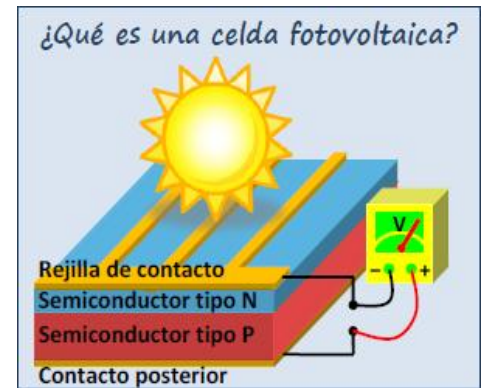 ¿Qué es una celda fotovoltaica?
V
- +
Rejilla de contacto
Semiconductor tipo N
Semiconductor tipo P
Contacto posterior